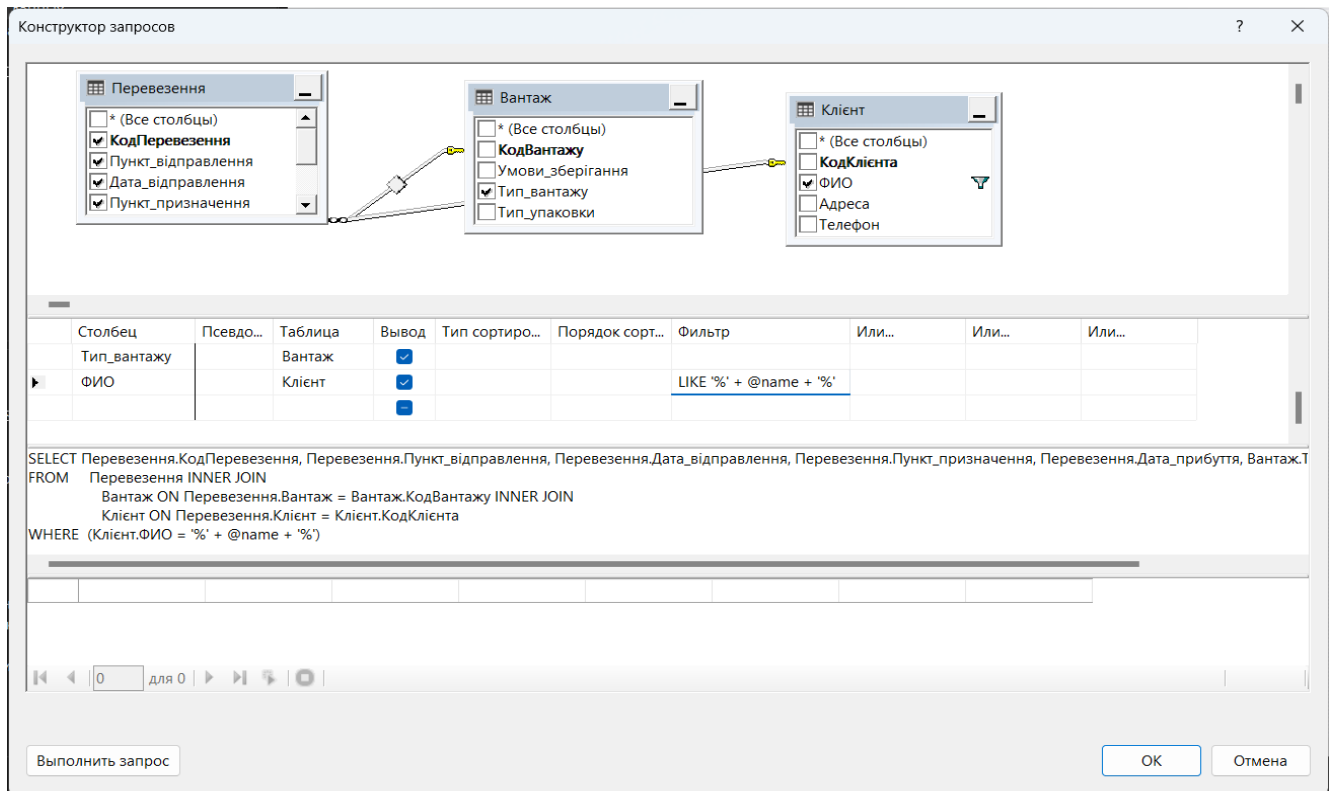 Конструктор запросов
?
Перевезення
* (Все столбцы)
КодПеревезення
Пункт_відправлення
Дата_відправлення
Пункт_призначення
Вантаж
* (Все столбцы)
КодВантажу
Умови_зберігання
Тип_вантажу
Тип_упаковки
Клієнт
* (Все столбцы)
КодКлієнта
ФИО
Адреса
Телефон
Столбец Псевдо... Таблица Вывод Тип сортиро... Порядок сорт... Фильтр Или... Или... Или...
Тип_вантажу Вантаж
ФИО Клієнт LIKE '%' + @name + '%'
SELECT Перевезення.КодПеревезення, Перевезення.Пункт_відправлення, Перевезення.Дата_відправлення, Перевезення.Пункт_призначення, Перевезення.Дата_прибуття, Вантаж.Т
FROM Перевезення INNER JOIN
Вантаж ON Перевезення.Вантаж = Вантаж.КодВантажу INNER JOIN
Клієнт ON Перевезення.Клієнт = Клієнт.КодКлієнта
WHERE (Клієнт.ФИО = '%' + @name + '%')
0 для 0
Выполнить запрос
ОК
Отмена